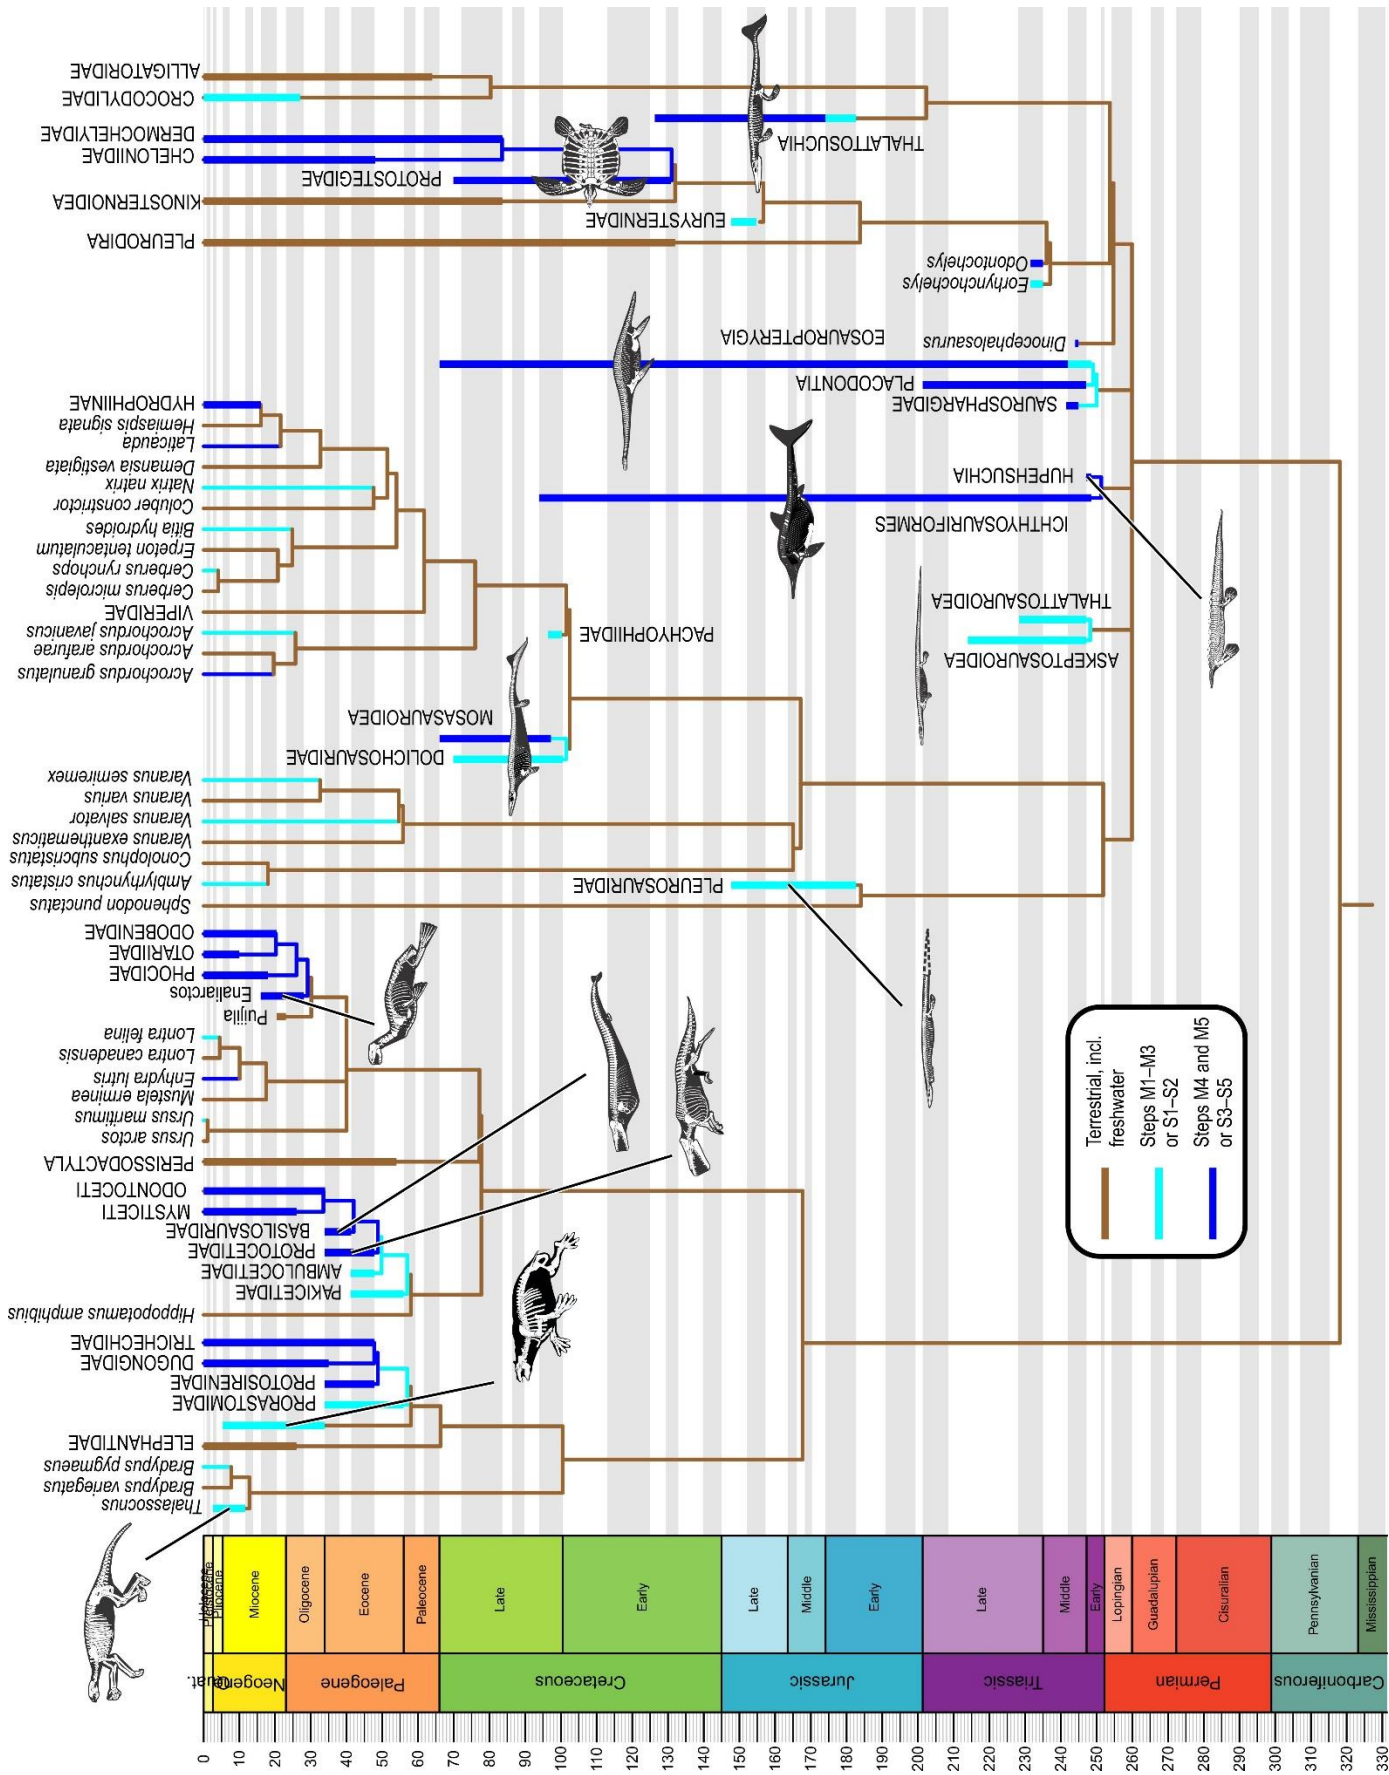 ALLIGATORIDAE
CROCODYLIDAE
DERMOCHELYIDAE
CHELONIIDAE
PROTOSTEGIDAE
KINOSTERNOIDEA
EURYSTERNIDAE
PLEURODIRA
THALATTOSUCHIA
Odontochelys
Eorhynchochelys
Dinocephalosaurus
EOSAUROPTERYGIA
PLACODONTIA
SAUROSPHARGIDAE
HUPEHSUCHIA
ICHTHYOSAURIFORMES
THALATTOSAUROIDEA
ASKEPTOSAUROIDEA
HYDROPHIINAE
Hemiaspis signata
Laticauda
Demansia vestigiata
Natrix natrix
Coluber constrictor
Bitia hydroides
Erpeton tentaculatum
Cerberus rynchops
Cerberus microlepis
VIPERIDAE
Acrochordus javanicus
Acrochordus arafurae
Acrochordus granulatus
PACHYOPHIIDAE
MOSASAUROIDEA
DOLICHOSAURIDAE
Varanus semiremex
Varanus varius
Varanus salvator
Varanus exanthematicus
Conolophus subcristatus
Amblyrhynchus cristatus
PLEUROSAURIDAE
Sphenodon punctatus
ODOBENIDAE
OTARIIDAE
PHOCIDAE
Enaliarctos
Puijila
Lontra felina
Lontra canadensis
Enhydra lutris
Mustela erminea
Ursus maritimus
Ursus arctos
PERISSODACTYLA
ODONTOCETI
MYSTICETI
BASILOSAURIDAE
PROTOCETIDAE
AMBULOCETIDAE
PAKICETIDAE
Hippopotamus amphibius
TRICHECHIDAE
DUGONGIDAE
PROTOSIRENIDAE
PRORASTOMIDAE
ELEPHANTIDAE
Bradypus pygmaeus
Bradypus variegatus
Thalassocnus
Terrestrial, incl.
freshwater
Steps M1–M3
or S1–S2
Steps M4 and M5
or S3–S5
Pliocene
Miocene
Oligocene
Eocene
Paleocene
Late
Early
Late
Middle
Early
Late
Middle
Early
Lopingian
Guadalupian
Cisuralian
Pennsylvanian
Mississippian
Quat.
Neogene
Paleogene
Cretaceous
Jurassic
Triassic
Permian
Carboniferous
0
10
20
30
40
50
60
70
80
90
100
110
120
130
140
150
160
170
180
190
200
210
220
230
240
250
260
270
280
290
300
310
320
330